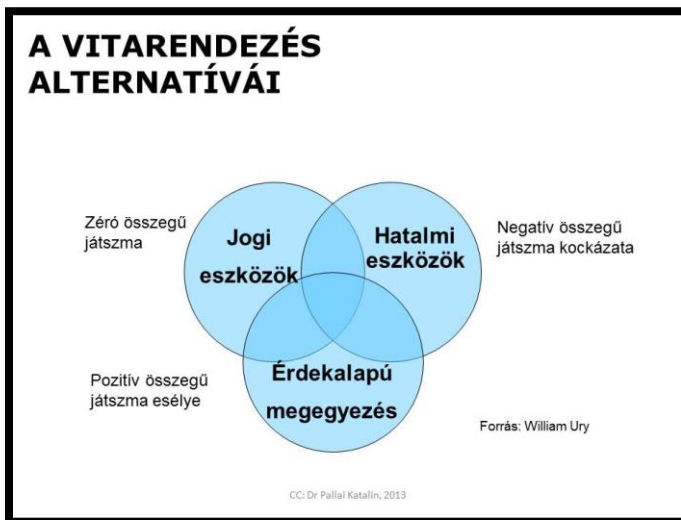 A VITARENDEZÉS
ALTERNATÍVÁI
Zéró összegű
játszma
Jogi
eszközök
Hatalmi
eszközök
Negatív összegű
játszma kockázata
Pozitív összegű
játszma esélye
Érdekalapú
megegyezés
Forrás: William Ury
CC: Dr Pallai Katalin, 2013